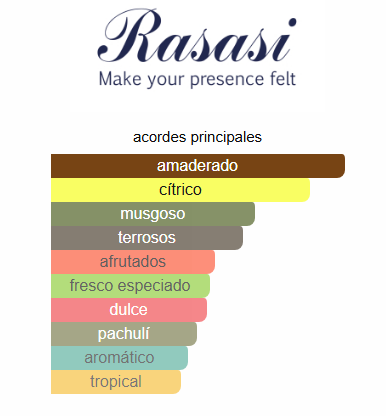 Rasasi
Make your presence felt
acordes principales
amaderado
cítrico
musgoso
terrosos
afrutados
fresco especiado
dulce
pachulí
aromático
tropical